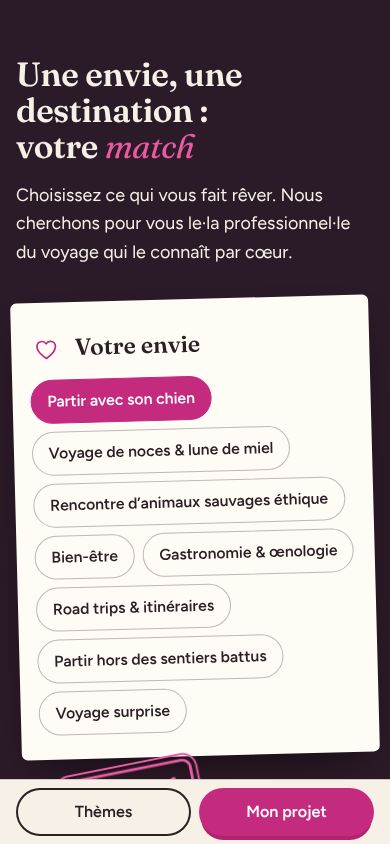 Une envie, une
destination :
votre match
Choisissez ce qui vous fait rêver. Nous
cherchons pour vous le·la professionnel·le
du voyage qui le connaît par cœur.
Votre envie
Partir avec son chien
Voyage de noces & lune de miel
Rencontre d’animaux sauvages éthique
Bien-être
Gastronomie & œnologie
Road trips & itinéraires
Partir hors des sentiers battus
Voyage surprise
Thèmes
Mon projet